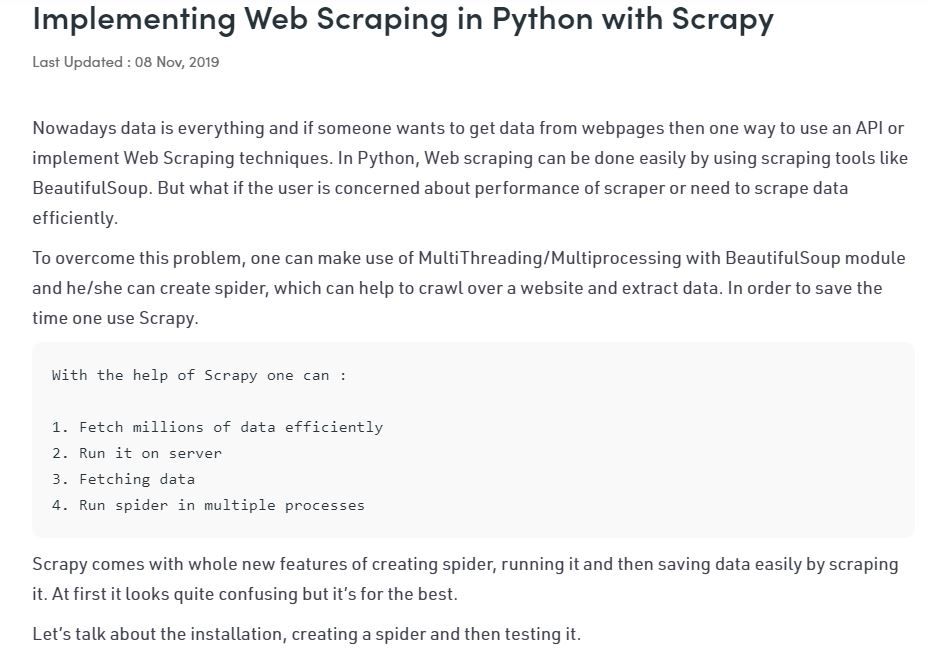 Implementing Web Scraping in Python with Scrapy
Last Updated : 08 Nov, 2019
Nowadays data is everything and if someone wants to get data from webpages then one way to use an API or
implement Web Scraping techniques. In Python, Web scraping can be done easily by using scraping tools like
BeautifulSoup. But what if the user is concerned about performance of scraper or need to scrape data
efficiently.
To overcome this problem, one can make use of MultiThreading/Multiprocessing with BeautifulSoup module
and he/she can create spider, which can help to crawl over a website and extract data. In order to save the
time one use Scrapy.
With the help of Scrapy one can :
1. Fetch millions of data efficiently
2. Run it on server
3. Fetching data
4. Run spider in multiple processes
Scrapy comes with whole new features of creating spider, running it and then saving data easily by scraping
it. At first it looks quite confusing but it’s for the best.
Let’s talk about the installation, creating a spider and then testing it.